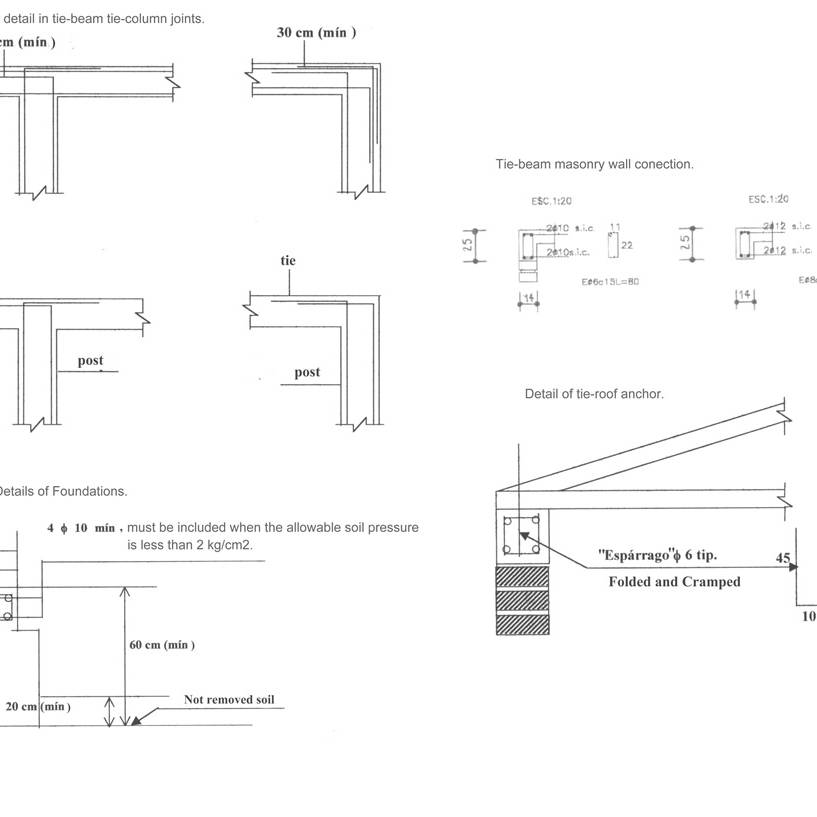 detail in tie-beam tie-column joints.
cm (mín )
30 cm (mín )
tie
post
post
Details of Foundations.
4 ϕ 10 mín , must be included when the allowable soil pressure
is less than 2 kg/cm2.
60 cm (mín )
20 cm (mín )
Not removed soil
Tie-beam masonry wall conection.
ESC.1:20
25
2ø10 s.i.c.
2ø10s.i.c.
11
22
Eø6c15L=80
14
ESC.1:20
25
2ø12 s.i.c.
2ø12 s.i.c.
Eø8
14
Detail of tie-roof anchor.
"Espárrago"ϕ 6 tip.
Folded and Cramped
45
10